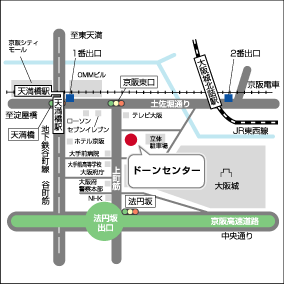 至東天満
京阪シティ
モール
1番出口
OMMビル
天満橋駅
京阪東口
大阪城北詰駅
2番出口
京阪電車
天満橋駅
土佐堀通り
至淀屋橋
天満橋
テレビ大阪
JR東西線
ローソン
セブンイレブン
ホテル京阪
立体
駐車場
地下鉄谷町線
谷町筋
大手前病院
大手前高等学校
大阪府庁
大阪府
警察本部
NHK
上町筋
ドーンセンター
大阪城
法円坂
法円坂
出口
阪高速道路
中央通り